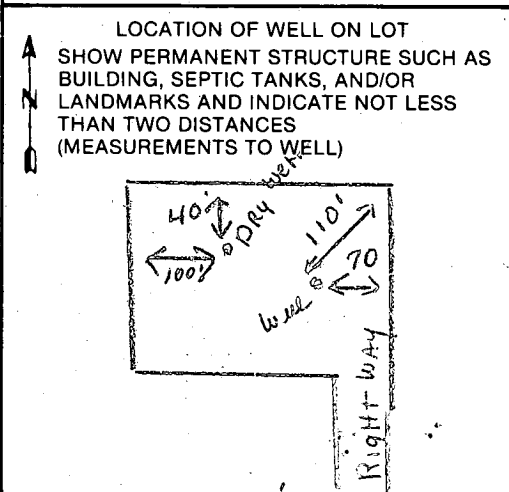 LOCATION OF WELL ON LOT
SHOW PERMANENT STRUCTURE SUCH AS
BUILDING, SEPTIC TANKS, AND/OR
N LANDMARKS AND INDICATE NOT LESS
THAN TWO DISTANCES
(MEASUREMENTS TO WELL)
40'
DRY Well
110'
100'
70
Well
Right WAY